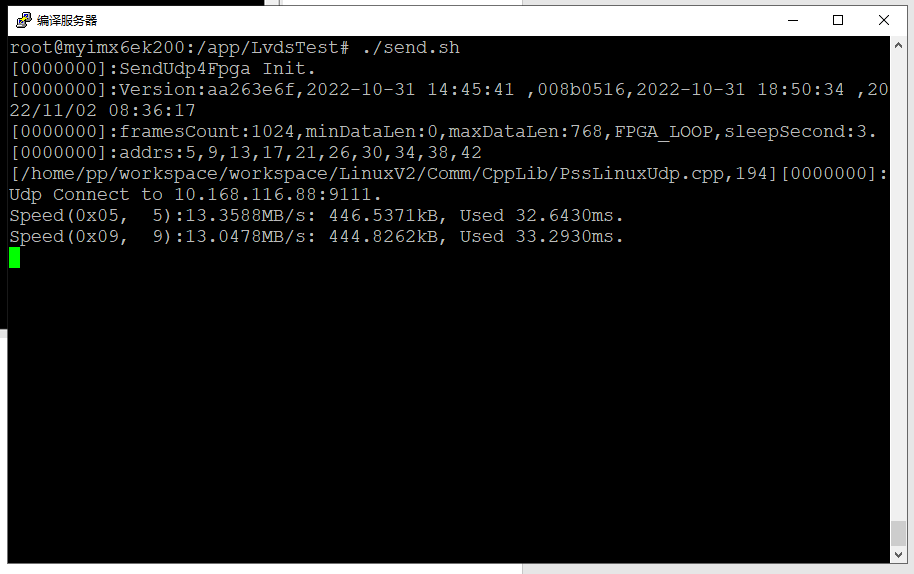 编译服务器
root@myimx6ek200:/app/LvdsTest# ./send.sh
[0000000]:SendUdp4Fpga Init.
[0000000]:Version:aa263e6f,2022-10-31 14:45:41 ,008b0516,2022-10-31 18:50:34 ,20
22/11/02 08:36:17
[0000000]:framesCount:1024,minDataLen:0,maxDataLen:768,FPGA_LOOP,sleepSecond:3.
[0000000]:addrs:5,9,13,17,21,26,30,34,38,42
[/home/pp/workspace/workspace/LinuxV2/Comm/CppLib/PssLinuxUdp.cpp,194][0000000]:
Udp Connect to 10.168.116.88:9111.
Speed(0x05,  5):13.3588MB/s: 446.5371kB, Used 32.6430ms.
Speed(0x09,  9):13.0478MB/s: 444.8262kB, Used 33.2930ms.